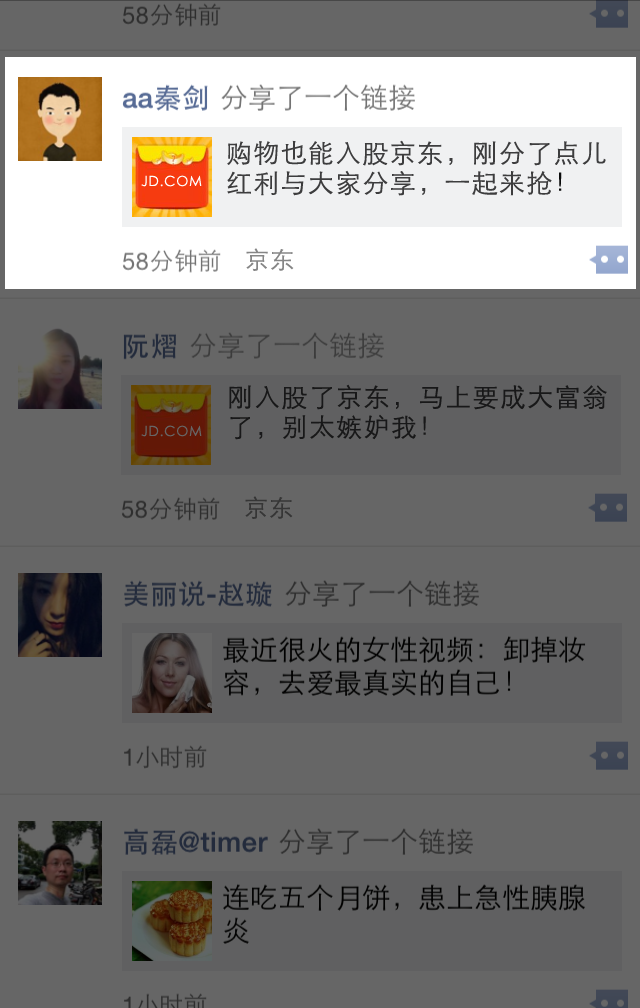 58分钟前
aa秦剑 分享了一个链接
JD.COM
购物也能入股京东，刚分了点儿
红利与大家分享，一起来抢！
58分钟前 京东
阮熠 分享了一个链接
JD.COM
刚入股了京东，马上要成大富翁
了，别太嫉妒我！
58分钟前 京东
美丽说-赵璇 分享了一个链接
最近很火的女性视频：卸掉妆
容，去爱最真实的自己！
1小时前
高磊@timer 分享了一个链接
连吃五个月饼，患上急性胰腺
炎
1小时前